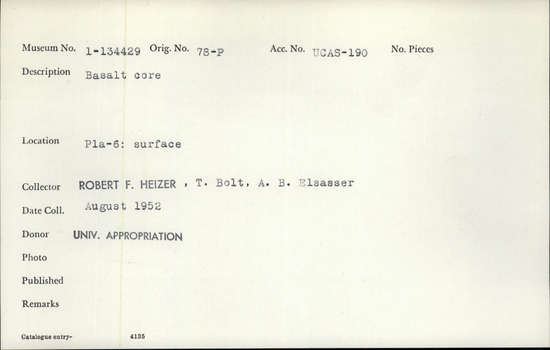 Museum No. 1-134429 Orig. No. 78-P Acc. No. UCAS-190 No. Pieces
Description Basalt core
Location Pla-6: surface
Collector ROBERT F. HEIZER , T. Bolt, A. B. Elsasser
Date Coll. August 1952
Donor UNIV. APPROPRIATION
Photo
Published
Remarks
Catalogue entry- 4135